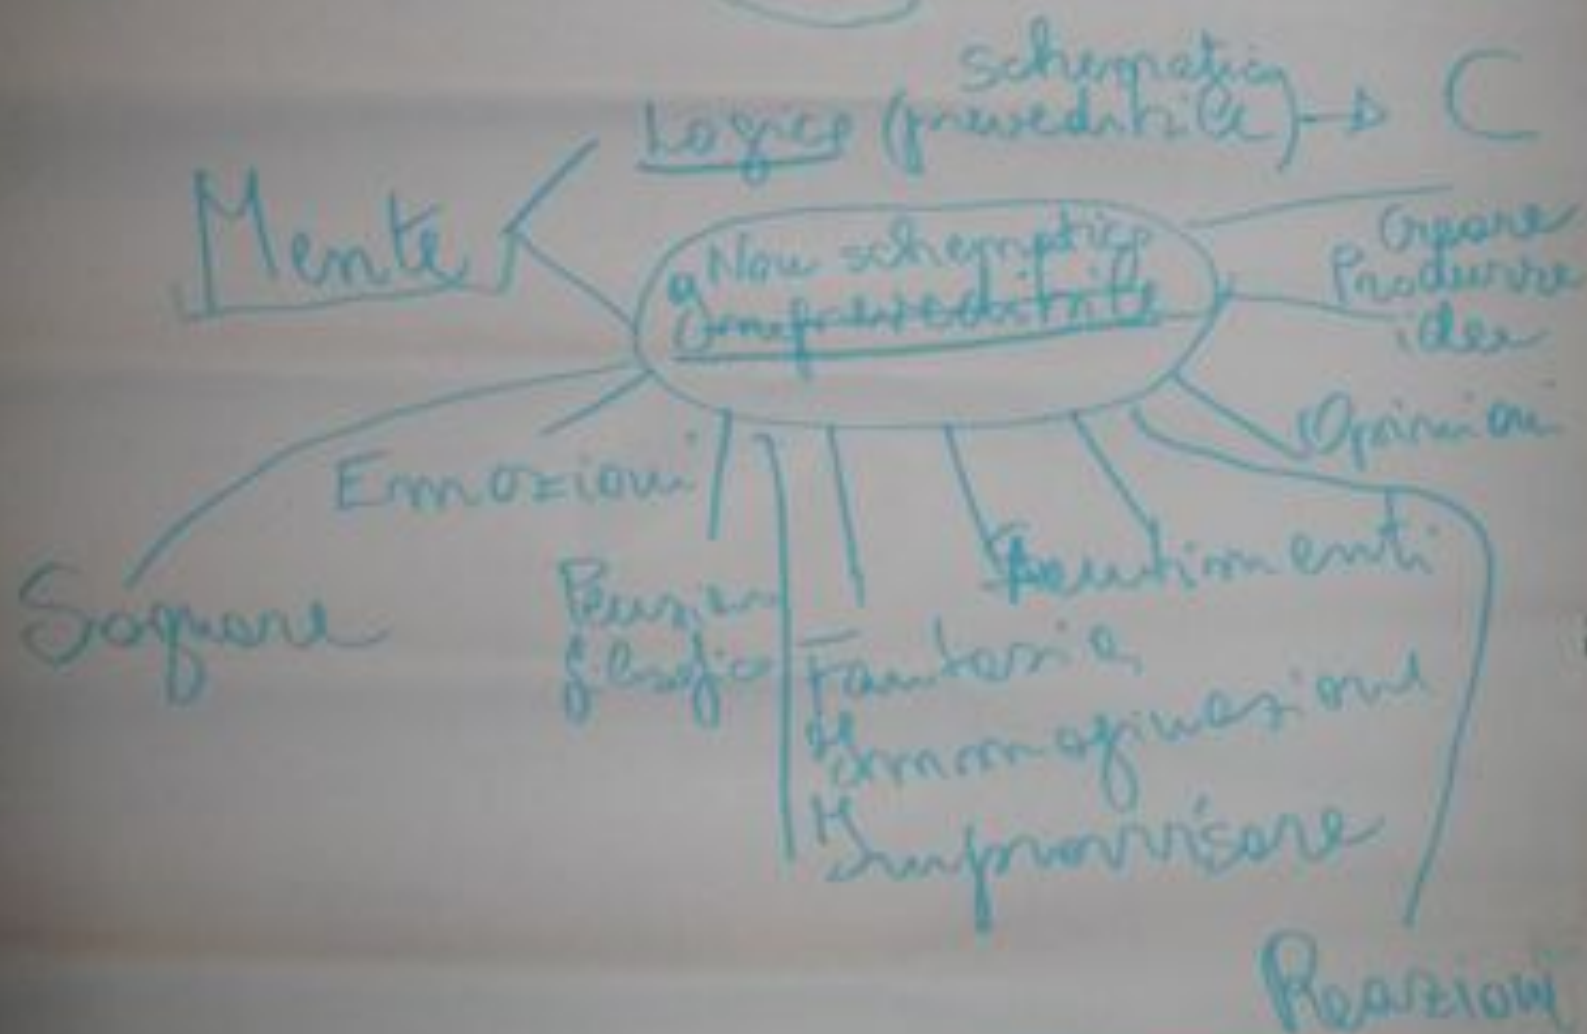 schematica
Logica (prevedibile) → C
Mente
Non schematica
imprevedibile
Creare
Produrre
idee
Opinioni
Emozioni
Sentimenti
Sognare
Pensiero
filosofico
Fantasia
Immaginazione
Improvvisare
Reazioni